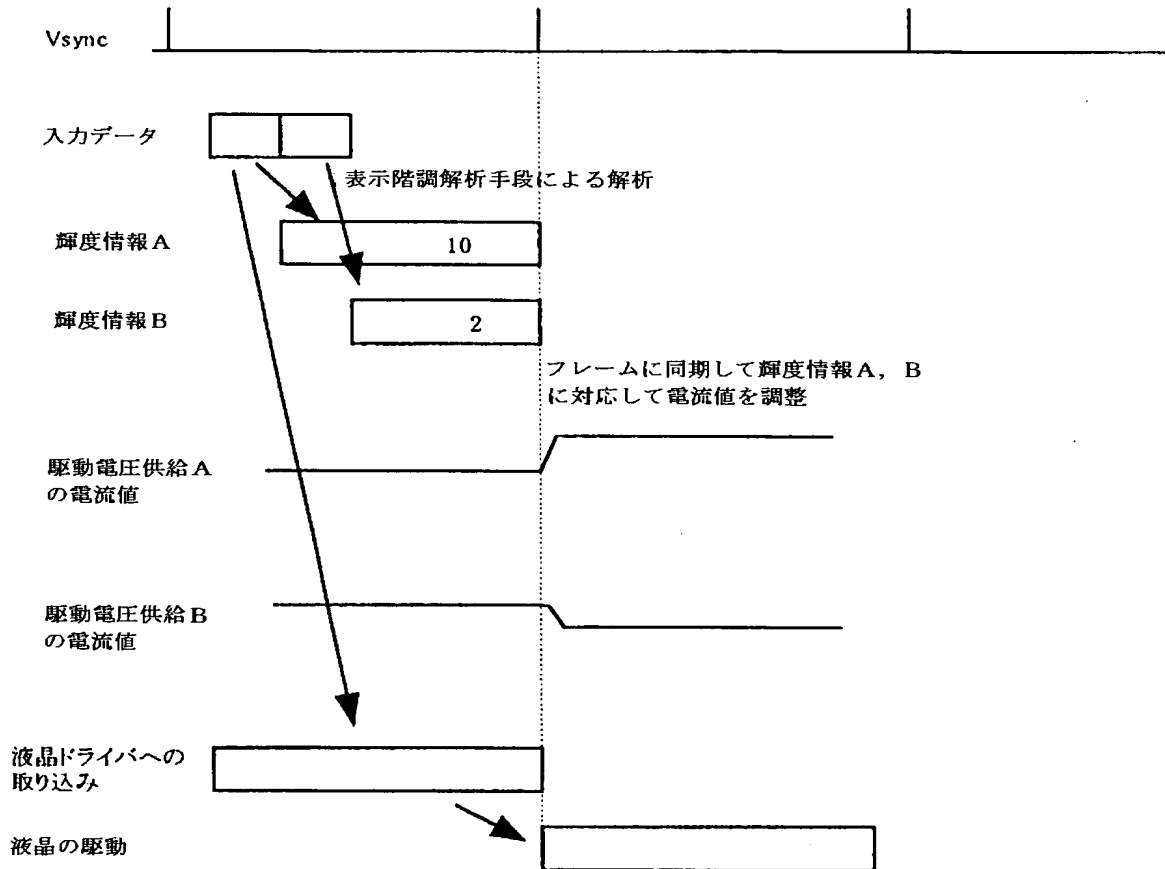 Vsync
入力データ
表示階調解析手段による解析
輝度情報A
10
輝度情報B
2
フレームに同期して輝度情報A，B
に対応して電流値を調整
駆動電圧供給A
の電流値
駆動電圧供給B
の電流値
液晶ドライバへの
取り込み
液晶の駆動